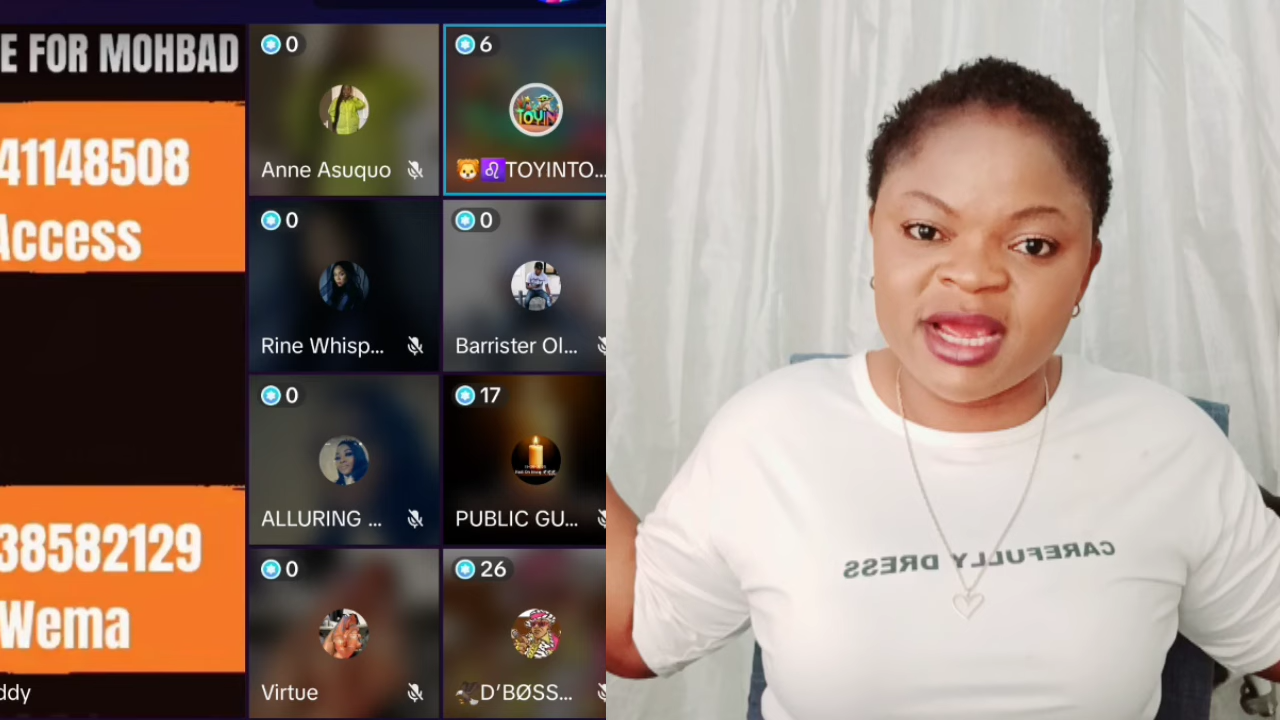 E FOR MOHBAD
41148508
Access
38582129
Wema
ddy
0
Anne Asuquo
6
TOYIN
🐯♌TOYINTO...
0
Rine Whisp...
0
Barrister Ol...
0
ALLURING ...
17
PUBLIC GU...
0
Virtue
26
🦅D’BØSS...
CAREFULLY DRESS